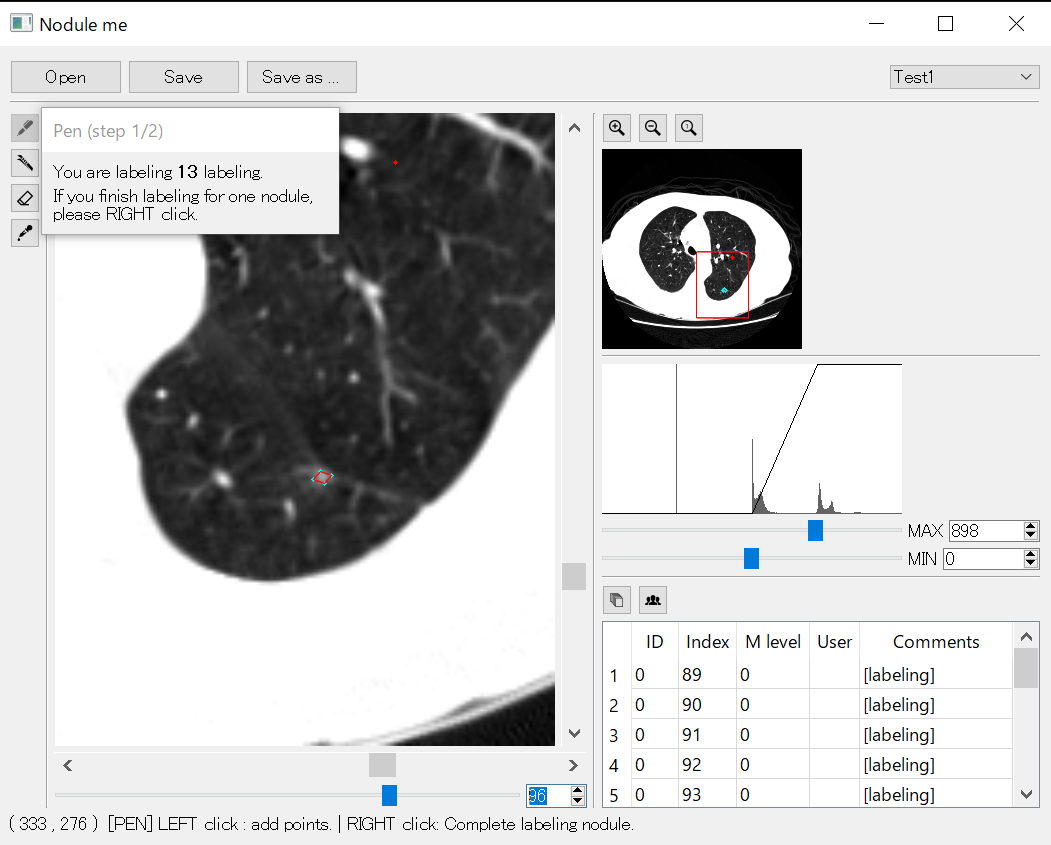 Nodule me
Open Save Save as ... Test1
Pen (step 1/2)
You are labeling 13 labeling.
If you finish labeling for one nodule,
please RIGHT click.
MAX 898
MIN 0
ID Index M level User Comments
1 0 89 0 [labeling]
2 0 90 0 [labeling]
3 0 91 0 [labeling]
4 0 92 0 [labeling]
5 0 93 0 [labeling]
96
( 333 , 276 ) [PEN] LEFT click : add points. | RIGHT click: Complete labeling nodule.